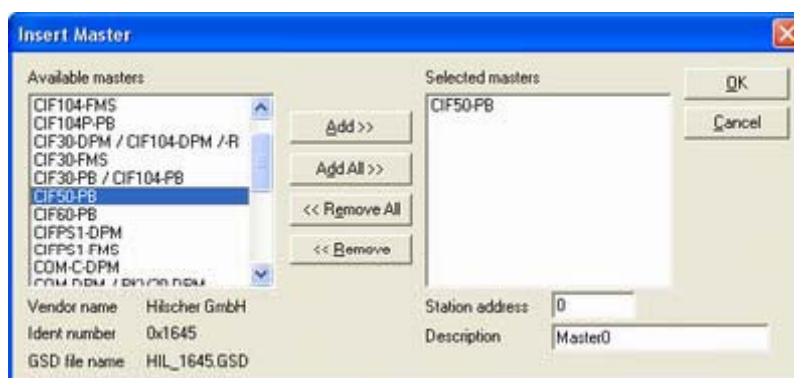 Insert Master
Available masters
CIF104-FMS
CIF104P-PB
CIF30-DPM / CIF104-DPM /-R
CIF30-FMS
CIF30-PB / CIF104-PB
CIF50-PB
CIF60-PB
CIFPS1-DPM
CIFPS1-FMS
COM-C-DPM
Add >>
Add All >>
<< Remove All
<< Remove
Selected masters
CIF50-PB
OK
Cancel
Vendor name Hilscher GmbH
Ident number 0x1645
GSD file name HIL_1645.GSD
Station address 0
Description Master0